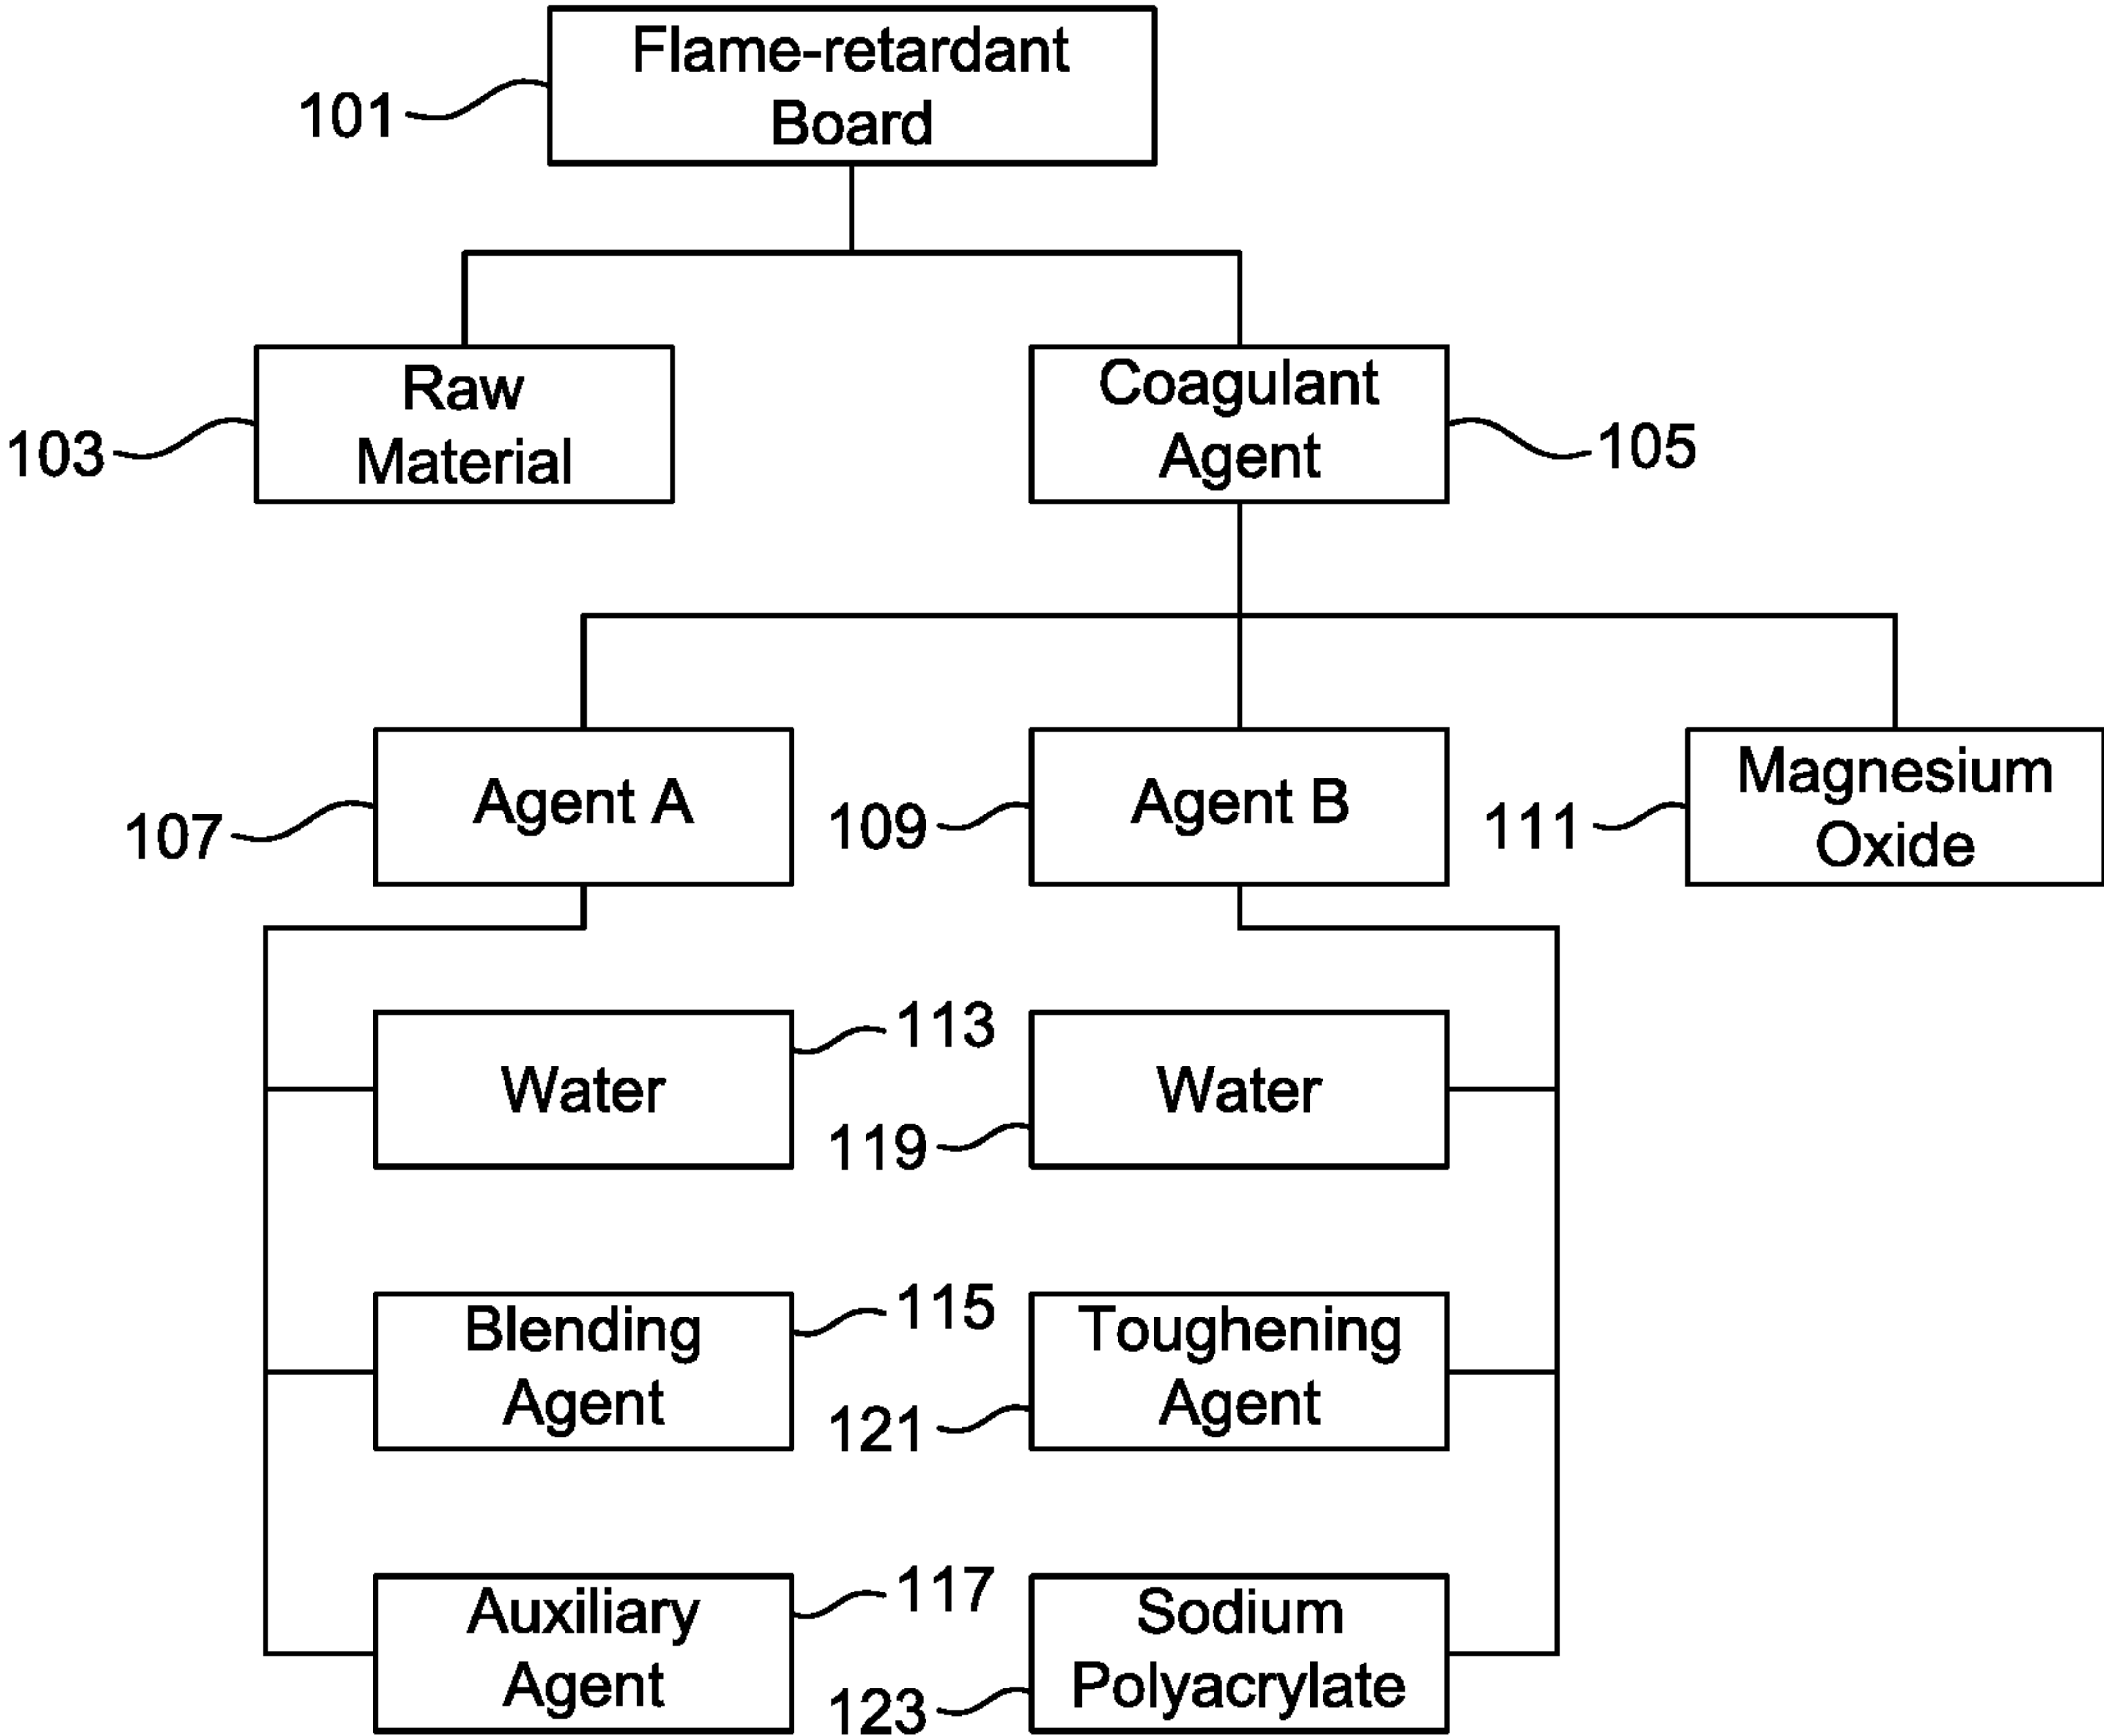 Flame-retardant
Board
101
Raw
Material
103
Coagulant
Agent
105
Agent A
107
Agent B
109
Magnesium
Oxide
111
Water
113
Water
119
Blending
Agent
115
Toughening
Agent
121
Auxiliary
Agent
117
Sodium
Polyacrylate
123